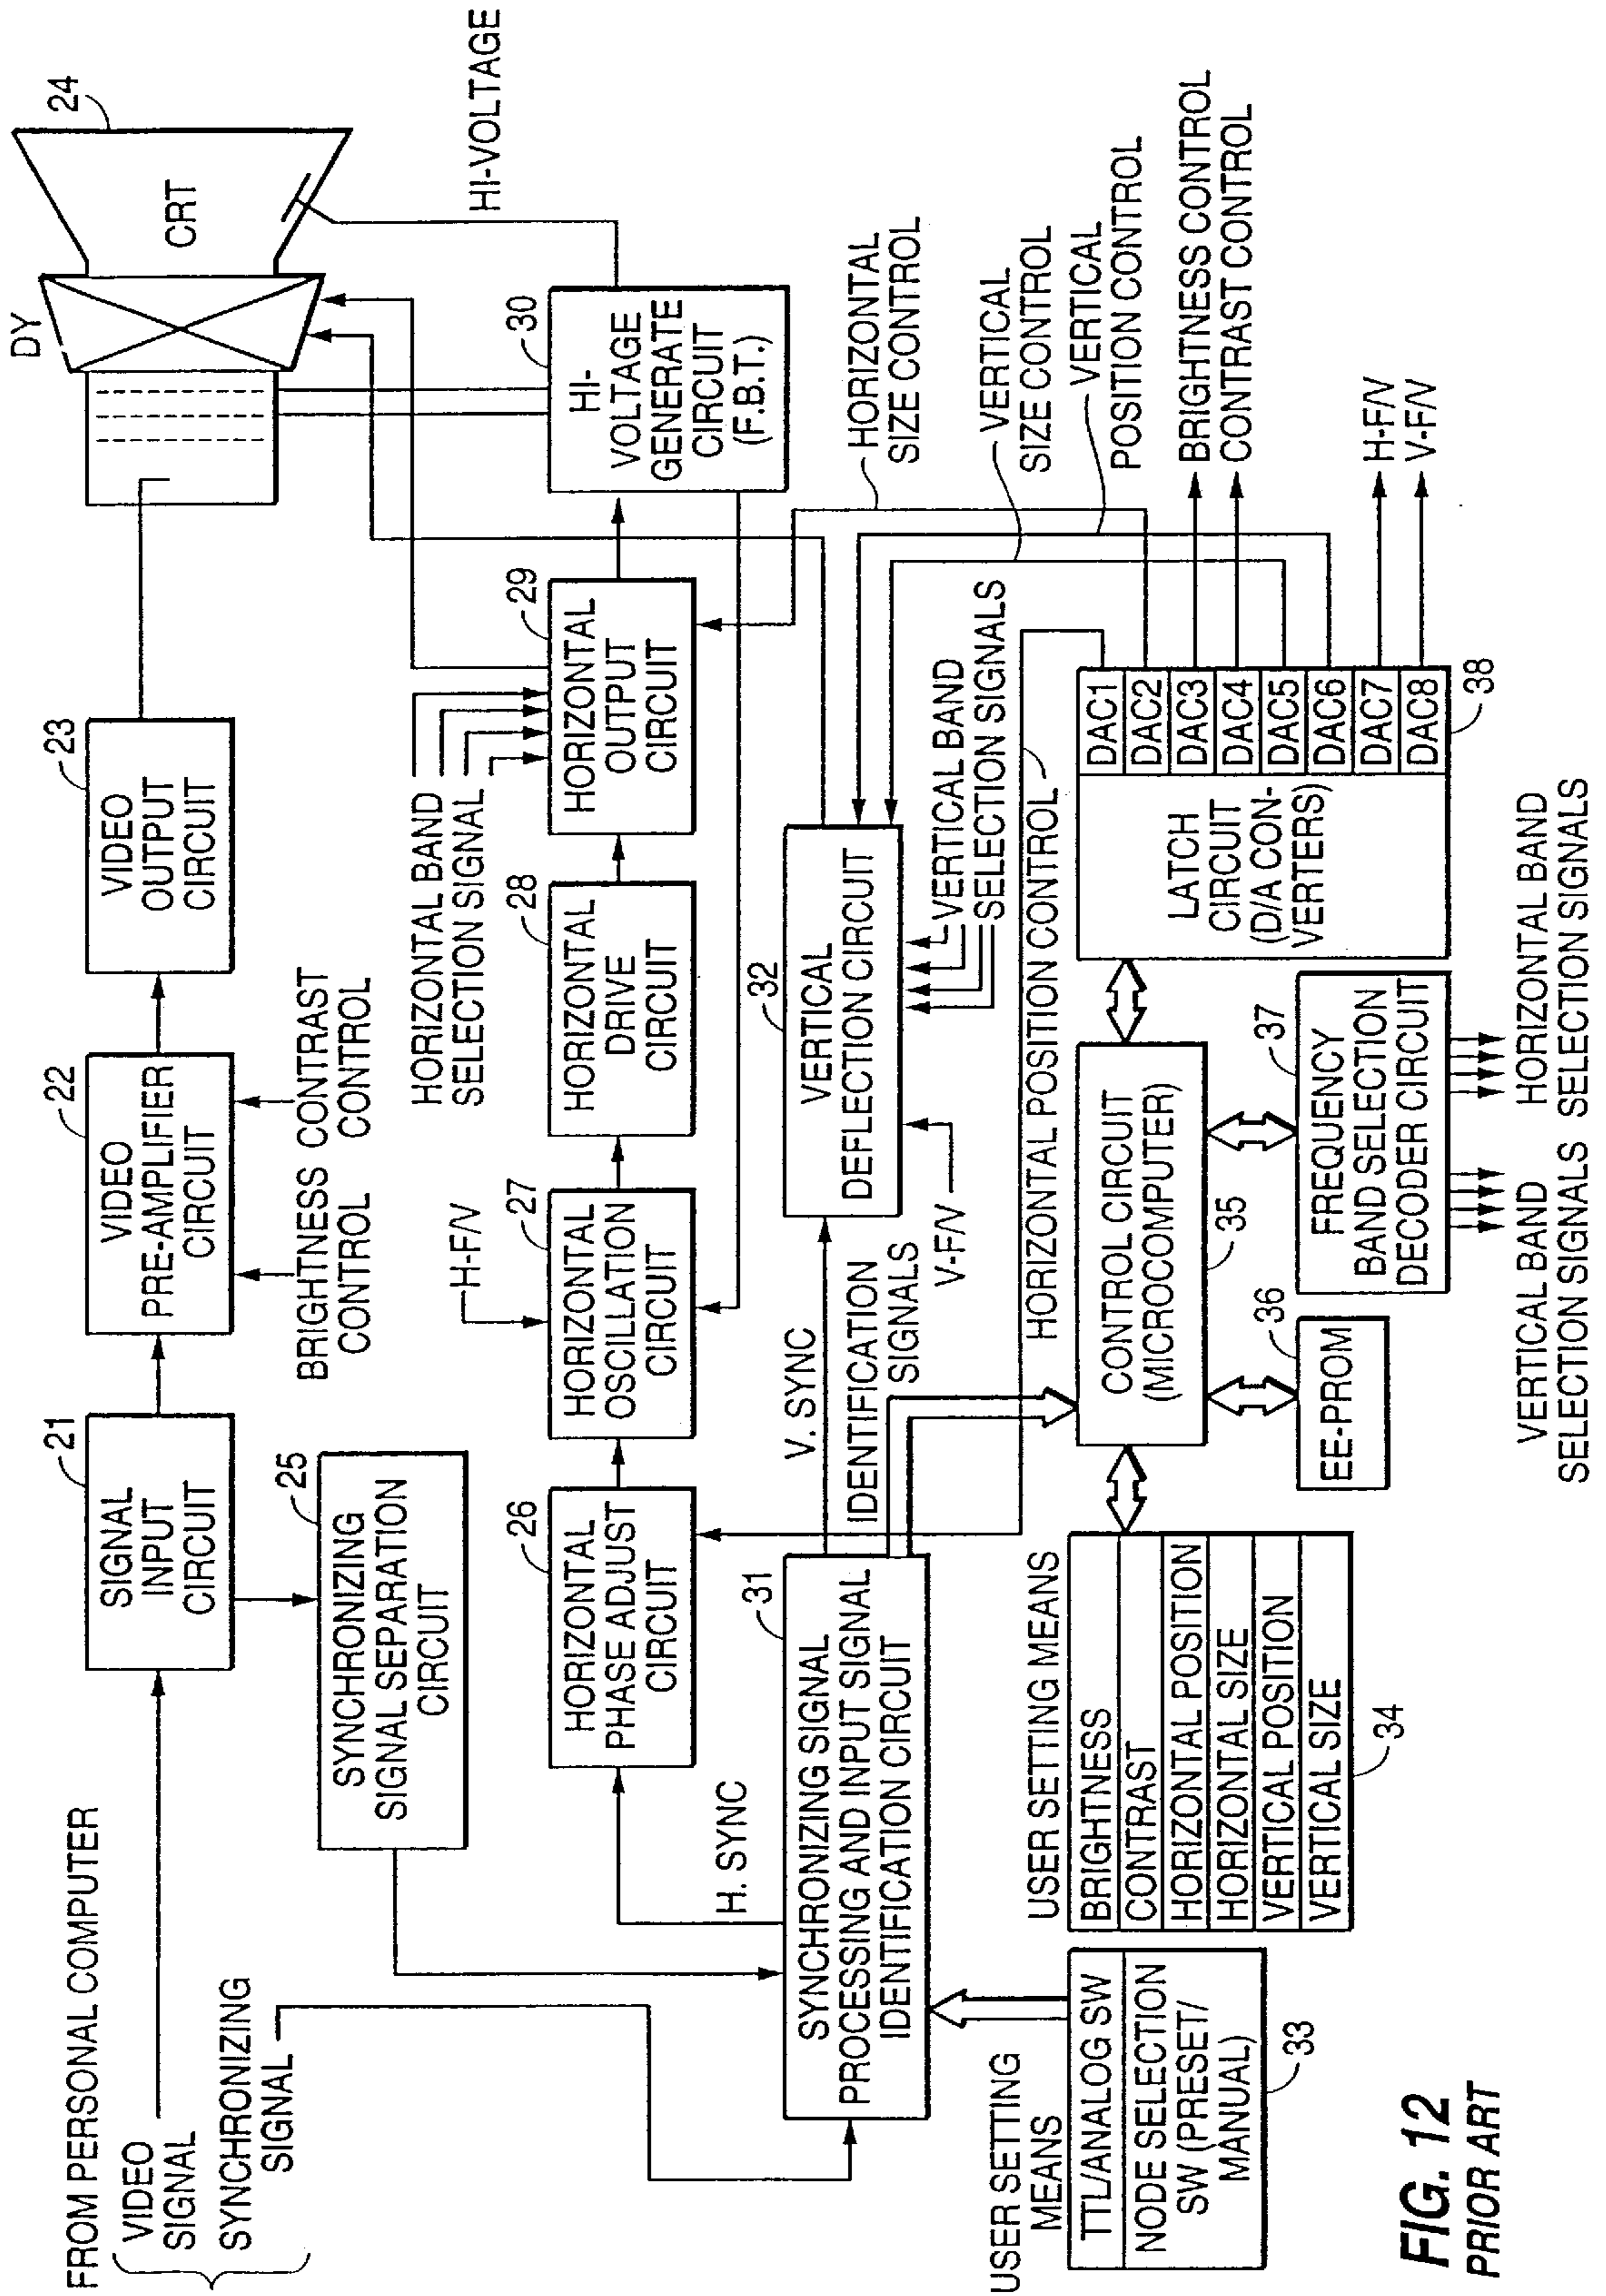 FROM PERSONAL COMPUTER
VIDEO
SIGNAL
SYNCHRONIZING
SIGNAL
21
SIGNAL
INPUT
CIRCUIT
22
VIDEO
PRE-AMPLIFIER
CIRCUIT
BRIGHTNESS
CONTROL
CONTRAST
CONTROL
23
VIDEO
OUTPUT
CIRCUIT
DY
CRT
24
HI-VOLTAGE
25
SYNCHRONIZING
SIGNAL SEPARATION
CIRCUIT
H. SYNC
26
HORIZONTAL
PHASE ADJUST
CIRCUIT
H-F/V
27
HORIZONTAL
OSCILLATION
CIRCUIT
28
HORIZONTAL
DRIVE
CIRCUIT
HORIZONTAL BAND
SELECTION SIGNAL
29
HORIZONTAL
OUTPUT
CIRCUIT
30
HI-
VOLTAGE
GENERATE
CIRCUIT
(F.B.T.)
31
SYNCHRONIZING SIGNAL
PROCESSING AND INPUT SIGNAL
IDENTIFICATION CIRCUIT
V. SYNC
IDENTIFICATION
SIGNALS
V-F/V
32
VERTICAL
DEFLECTION CIRCUIT
VERTICAL BAND
SELECTION SIGNALS
HORIZONTAL
SIZE CONTROL
VERTICAL
SIZE CONTROL
VERTICAL
POSITION CONTROL
HORIZONTAL POSITION CONTROL
USER SETTING
MEANS
TTL/ANALOG SW
NODE SELECTION
SW (PRESET/
MANUAL)
33
USER SETTING MEANS
BRIGHTNESS
CONTRAST
HORIZONTAL POSITION
HORIZONTAL SIZE
VERTICAL POSITION
VERTICAL SIZE
34
CONTROL CIRCUIT
(MICROCOMPUTER)
35
EE-PROM
36
FREQUENCY
BAND SELECTION
DECODER CIRCUIT
37
VERTICAL BAND
SELECTION SIGNALS
HORIZONTAL BAND
SELECTION SIGNALS
LATCH
CIRCUIT
(D/A CON-
VERTERS)
DAC1
DAC2
DAC3
DAC4
DAC5
DAC6
DAC7
DAC8
38
BRIGHTNESS CONTROL
CONTRAST CONTROL
H-F/V
V-F/V
FIG. 12
PRIOR ART